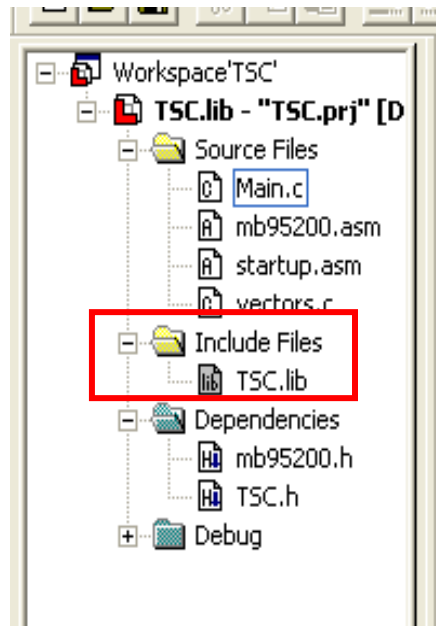 Workspace'TSC'
TSC.lib - "TSC.prj" [D
Source Files
Main.c
mb95200.asm
startup.asm
vectors.c
Include Files
TSC.lib
Dependencies
mb95200.h
TSC.h
Debug